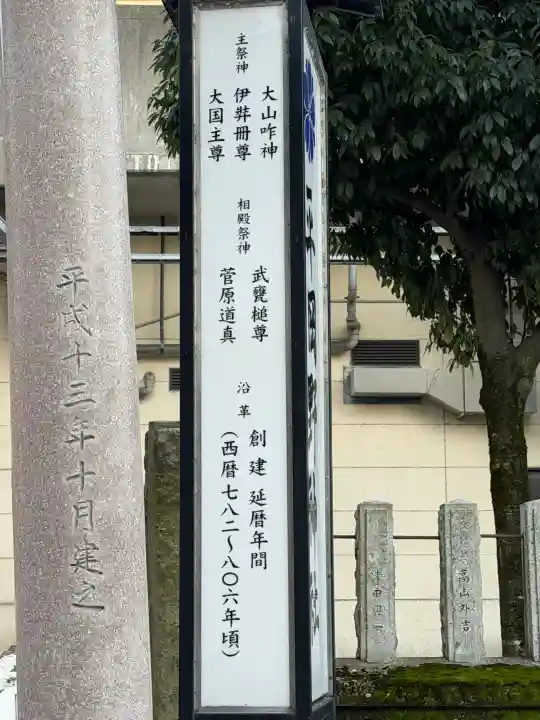 主祭神
大山咋神
伊弉冊尊
大国主尊
相殿祭神
武甕槌尊
菅原道真
沿革
創建 延暦年間
(西暦七八二~八〇六年頃)
平成十三年十月建之